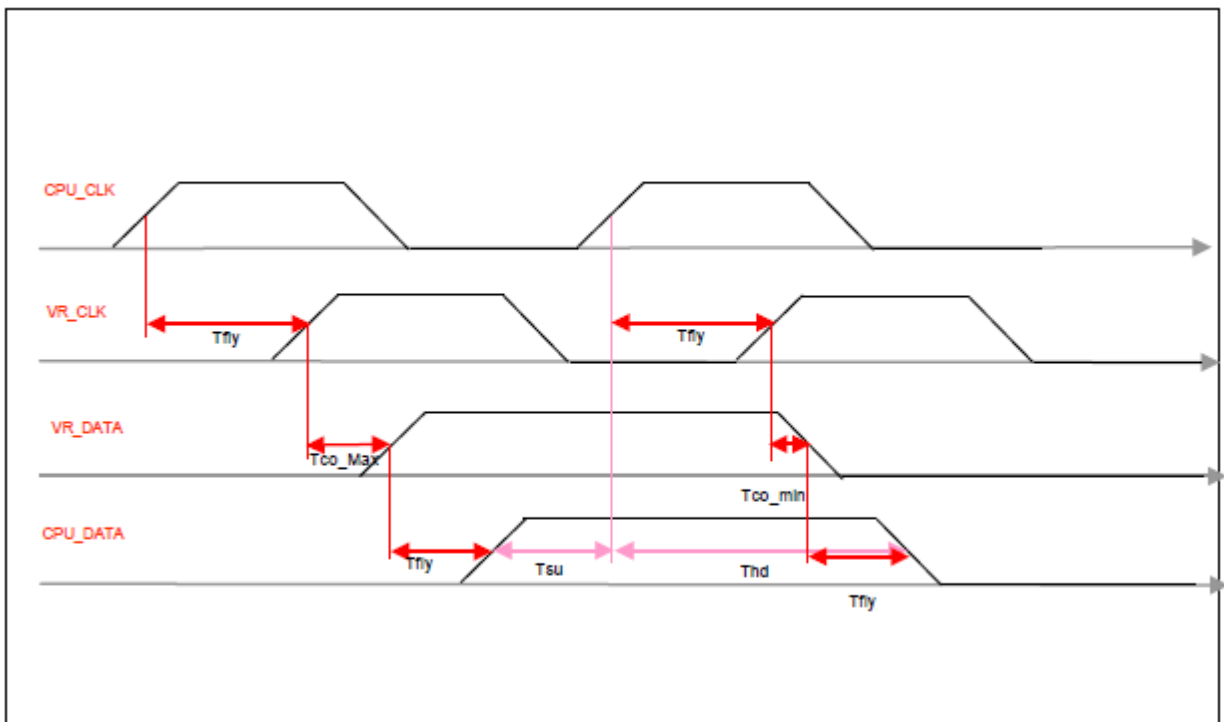 CPU_CLK
VR_CLK
Tfly
Tfly
VR_DATA
Tco_Max
Tco_min
CPU_DATA
Tfly
Tsu
Thd
Tfly